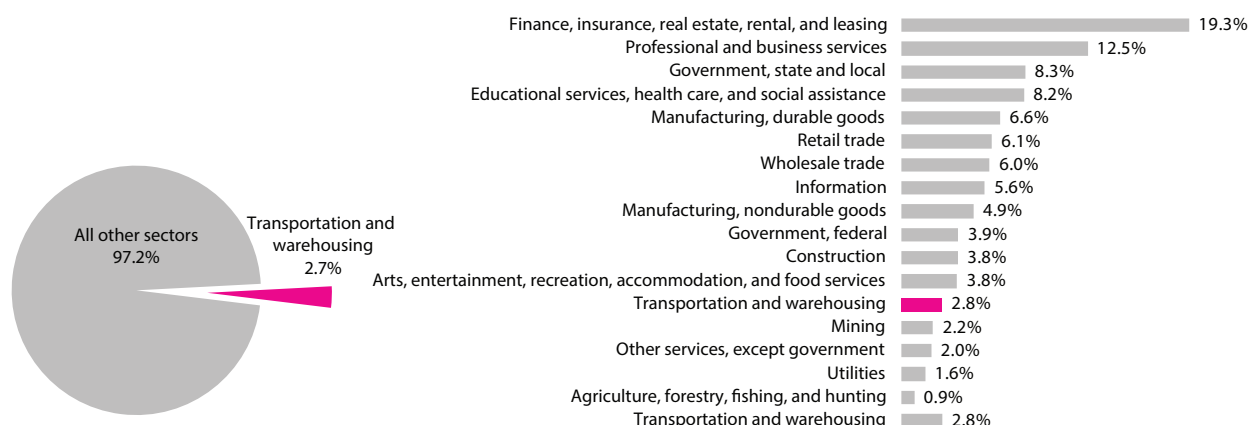 All other sectors
97.2%
Transportation and
warehousing
2.7%
Finance, insurance, real estate, rental, and leasing 19.3%
Professional and business services 12.5%
Government, state and local 8.3%
Educational services, health care, and social assistance 8.2%
Manufacturing, durable goods 6.6%
Retail trade 6.1%
Wholesale trade 6.0%
Information 5.6%
Manufacturing, nondurable goods 4.9%
Government, federal 3.9%
Construction 3.8%
Arts, entertainment, recreation, accommodation, and food services 3.8%
Transportation and warehousing 2.8%
Mining 2.2%
Other services, except government 2.0%
Utilities 1.6%
Agriculture, forestry, fishing, and hunting 0.9%
Transportation and warehousing 2.8%